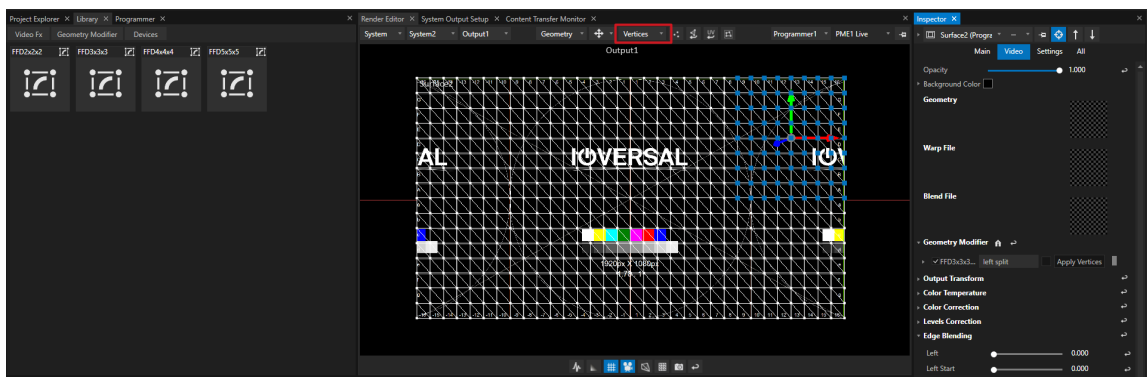 Project Explorer × Library × Programmer ×
Video Fx Geometry Modifier Devices
FFD2x2x2 FFD3x3x3 FFD4x4x4 FFD5x5x5
Render Editor × System Output Setup × Content Transfer Monitor ×
System System2 Output1 Geometry Vertices UV Programmer1 PME1 Live
Output1
Surface2
AL IOVERSAL IOV
1920px X 1080px
Inspector ×
Surface2 (Progra
Main Video Settings All
Opacity 1.000
Background Color
Geometry
Warp File
Blend File
Geometry Modifier
FFD3x3x3... left split Apply Vertices
Output Transform
Color Temperature
Color Correction
Levels Correction
Edge Blending
Left 0.000
Left Start 0.000